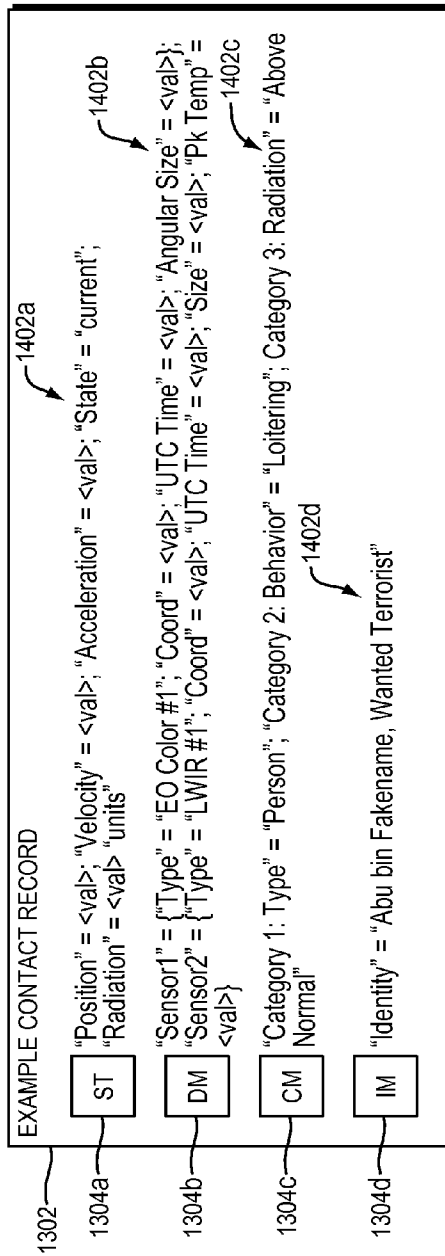 EXAMPLE CONTACT RECORD
1302
1304a
ST
"Position" = <val>; "Velocity" = <val>; "Acceleration" = <val>; "State" = "current";
"Radiation" = <val> "units"
1402a
1304b
DM
"Sensor1" = {"Type" = "EO Color #1"; "Coord" = <val>; "UTC Time" = <val>; "Angular Size" = <val>};
"Sensor2" = {"Type" = "LWIR #1"; "Coord" = <val>; "UTC Time" = <val>; "Size" = <val>; "Pk Temp" =
<val>}
1402b
1304c
CM
"Category 1: Type" = "Person"; "Category 2: Behavior" = "Loitering"; Category 3: Radiation" = "Above
Normal"
1402c
1304d
IM
"Identity" = "Abu bin Fakename, Wanted Terrorist"
1402d